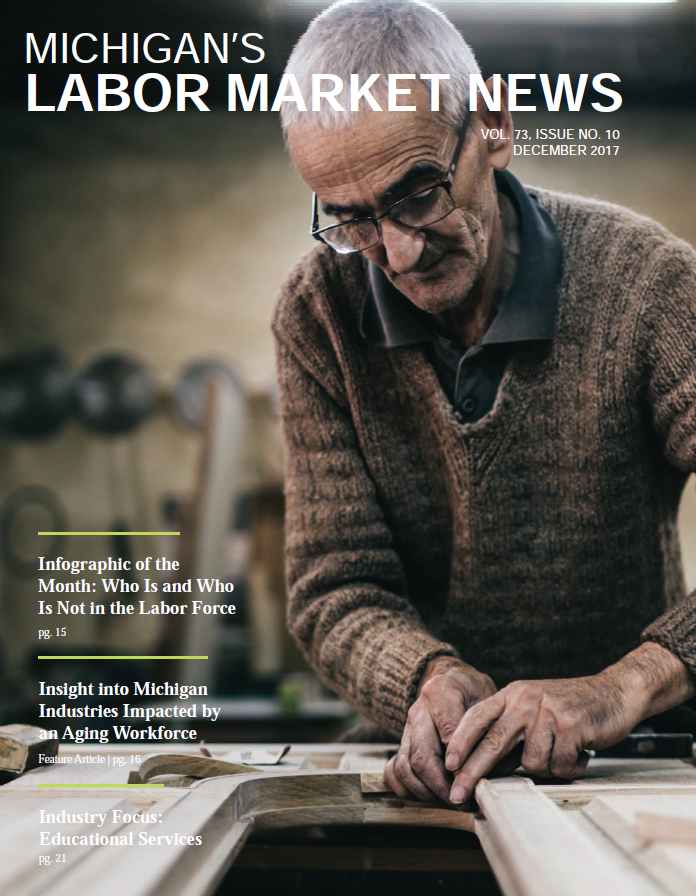 MICHIGAN'S
LABOR MARKET NEWS
VOL. 73, ISSUE NO. 10
DECEMBER 2017
Infographic of the
Month: Who Is and Who
Is Not in the Labor Force
pg. 15
Insight into Michigan
Industries Impacted by
an Aging Workforce
Feature Article | pg. 16
Industry Focus:
Educational Services
pg. 21